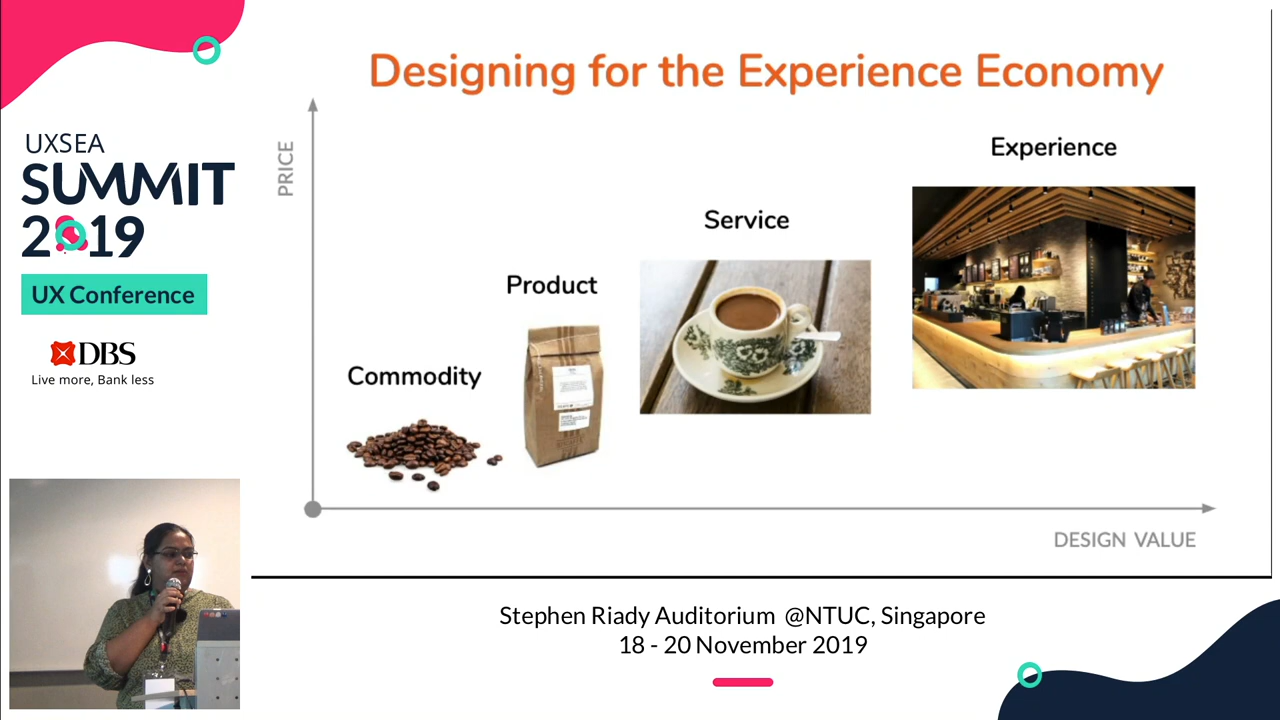 UXSEA
SUMMIT
2019
UX Conference
DBS
Live more, Bank less
Designing for the Experience Economy
PRICE
Commodity
Product
Service
Experience
DESIGN VALUE
Stephen Riady Auditorium @NTUC, Singapore
18 - 20 November 2019